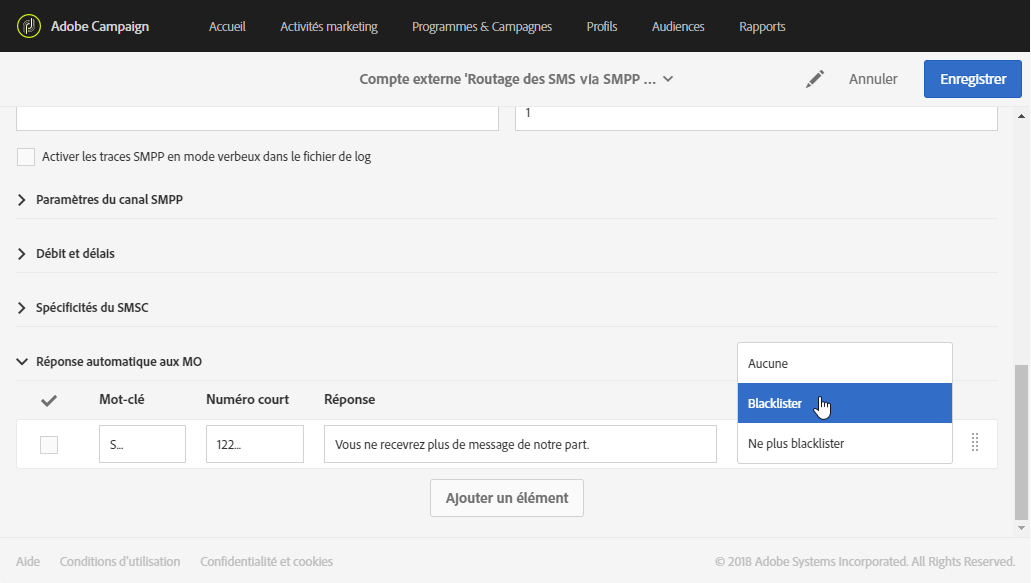 Adobe Campaign Accueil Activités marketing Programmes & Campagnes Profils Audiences Rapports
Compte externe 'Routage des SMS via SMPP ... Annuler Enregistrer
1
Activer les traces SMPP en mode verbeux dans le fichier de log
Paramètres du canal SMPP
Débit et délais
Spécificités du SMSC
Réponse automatique aux MO
Aucune
Mot-clé Numéro court Réponse
Blacklister
S... 122... Vous ne recevrez plus de message de notre part.
Ne plus blacklister
Ajouter un élément
Aide Conditions d'utilisation Confidentialité et cookies © 2018 Adobe Systems Incorporated. All Rights Reserved.